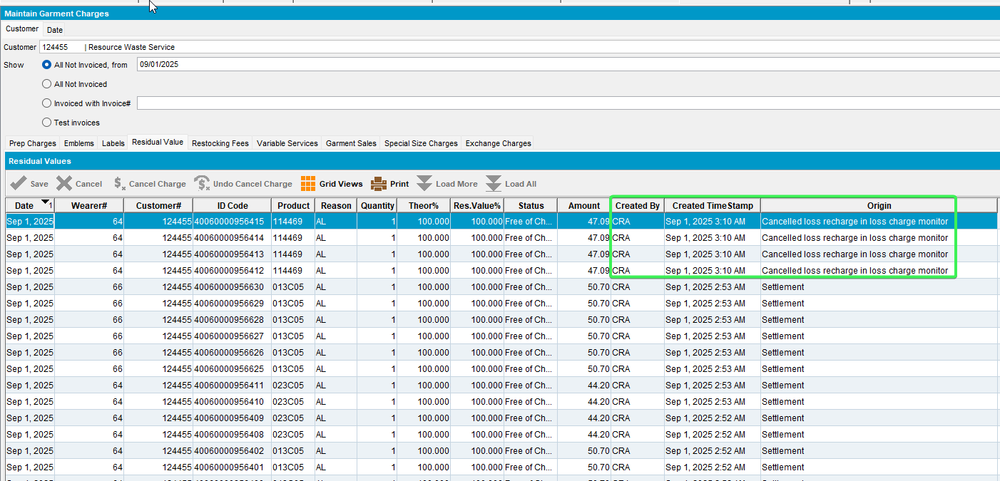 Maintain Garment Charges
Customer Date
Customer 124455 | Resource Waste Service
Show All Not Invoiced, from 09/01/2025
All Not Invoiced
Invoiced with Invoice#
Test invoices
Prep Charges Emblems Labels Residual Value Restocking Fees Variable Services Garment Sales Special Size Charges Exchange Charges
Residual Values
Save Cancel Cancel Charge Undo Cancel Charge Grid Views Print Load More Load All
Date 1 Wearer# Customer# ID Code Product Reason Quantity Theor% Res.Value% Status Amount Created By Created TimeStamp Origin
Sep 1, 2025 64 124455 40060000956415 114469 AL 1 100.000 100.000 Free of Ch... 47.09 CRA Sep 1, 2025 3:10 AM Cancelled loss recharge in loss charge monitor
Sep 1, 2025 64 124455 40060000956414 114469 AL 1 100.000 100.000 Free of Ch... 47.09 CRA Sep 1, 2025 3:10 AM Cancelled loss recharge in loss charge monitor
Sep 1, 2025 64 124455 40060000956413 114469 AL 1 100.000 100.000 Free of Ch... 47.09 CRA Sep 1, 2025 3:10 AM Cancelled loss recharge in loss charge monitor
Sep 1, 2025 64 124455 40060000956412 114469 AL 1 100.000 100.000 Free of Ch... 47.09 CRA Sep 1, 2025 3:10 AM Cancelled loss recharge in loss charge monitor
Sep 1, 2025 66 124455 40060000956630 013C05 AL 1 100.000 100.000 Free of Ch... 50.70 CRA Sep 1, 2025 2:53 AM Settlement
Sep 1, 2025 66 124455 40060000956629 013C05 AL 1 100.000 100.000 Free of Ch... 50.70 CRA Sep 1, 2025 2:53 AM Settlement
Sep 1, 2025 66 124455 40060000956628 013C05 AL 1 100.000 100.000 Free of Ch... 50.70 CRA Sep 1, 2025 2:53 AM Settlement
Sep 1, 2025 66 124455 40060000956627 013C05 AL 1 100.000 100.000 Free of Ch... 50.70 CRA Sep 1, 2025 2:53 AM Settlement
Sep 1, 2025 66 124455 40060000956626 013C05 AL 1 100.000 100.000 Free of Ch... 50.70 CRA Sep 1, 2025 2:53 AM Settlement
Sep 1, 2025 66 124455 40060000956625 013C05 AL 1 100.000 100.000 Free of Ch... 50.70 CRA Sep 1, 2025 2:53 AM Settlement
Sep 1, 2025 64 124455 40060000956411 023C05 AL 1 100.000 100.000 Free of Ch... 44.20 CRA Sep 1, 2025 2:53 AM Settlement
Sep 1, 2025 64 124455 40060000956410 023C05 AL 1 100.000 100.000 Free of Ch... 44.20 CRA Sep 1, 2025 2:53 AM Settlement
Sep 1, 2025 64 124455 40060000956409 023C05 AL 1 100.000 100.000 Free of Ch... 44.20 CRA Sep 1, 2025 2:52 AM Settlement
Sep 1, 2025 64 124455 40060000956408 023C05 AL 1 100.000 100.000 Free of Ch... 44.20 CRA Sep 1, 2025 2:52 AM Settlement
Sep 1, 2025 64 124455 40060000956402 013C05 AL 1 100.000 100.000 Free of Ch... 50.70 CRA Sep 1, 2025 2:52 AM Settlement
Sep 1, 2025 64 124455 40060000956401 013C05 AL 1 100.000 100.000 Free of Ch... 50.70 CRA Sep 1, 2025 2:52 AM Settlement